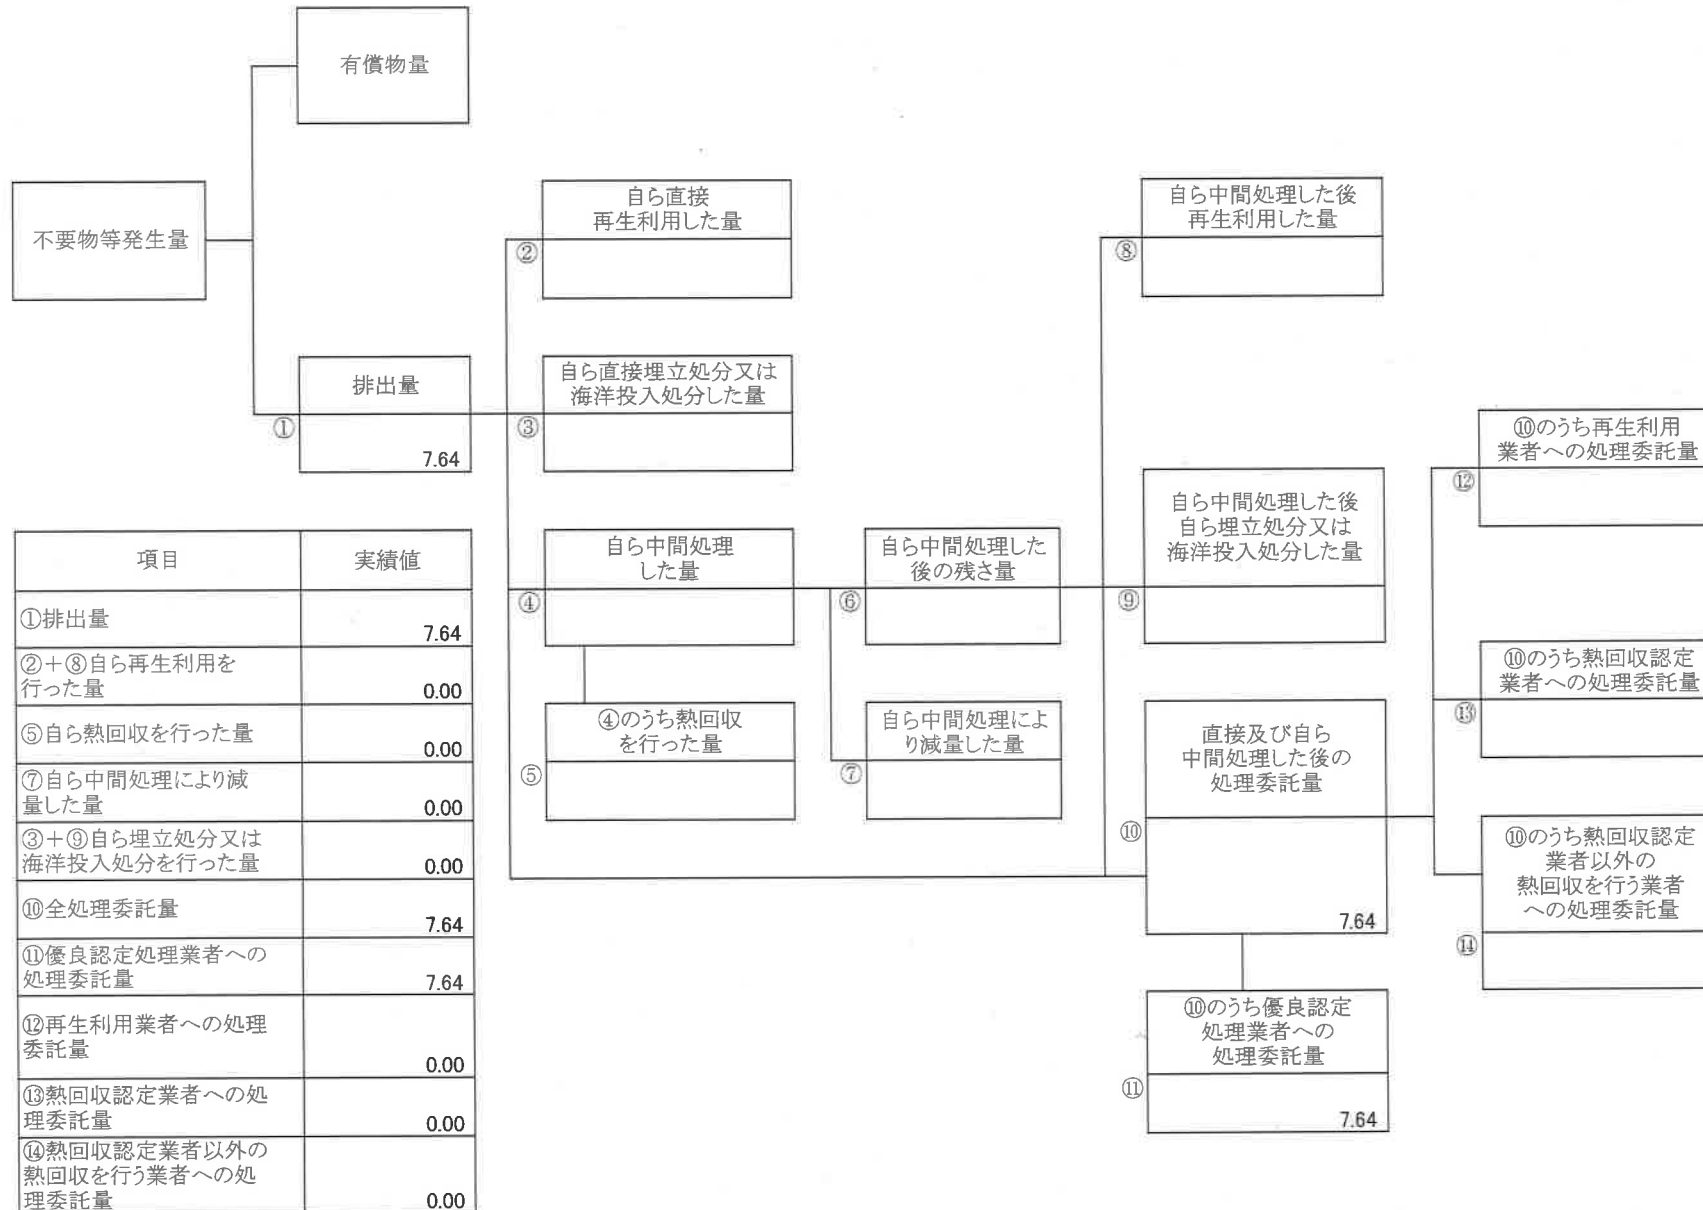 有償物量
不要物等発生量
排出量
①
7.64
自ら直接
再生利用した量
②
自ら直接埋立処分又は
海洋投入処分した量
③
自ら中間処理
した量
④
④のうち熱回収
を行った量
⑤
自ら中間処理した
後の残さ量
⑥
自ら中間処理によ
り減量した量
⑦
自ら中間処理した後
再生利用した量
⑧
自ら中間処理した後
自ら埋立処分又は
海洋投入処分した量
⑨
直接及び自ら
中間処理した後の
処理委託量
⑩
7.64
⑩のうち優良認定
処理業者への
処理委託量
⑪
7.64
⑩のうち再生利用
業者への処理委託量
⑫
⑩のうち熱回収認定
業者への処理委託量
⑬
⑩のうち熱回収認定
業者以外の
熱回収を行う業者
への処理委託量
⑭
項目 実績値
①排出量
7.64
②+⑧自ら再生利用を
行った量
0.00
⑤自ら熱回収を行った量
0.00
⑦自ら中間処理により減
量した量
0.00
③+⑨自ら埋立処分又は
海洋投入処分を行った量
0.00
⑩全処理委託量
7.64
⑪優良認定処理業者への
処理委託量
7.64
⑫再生利用業者への処理
委託量
0.00
⑬熱回収認定業者への処
理委託量
0.00
⑭熱回収認定業者以外の
熱回収を行う業者への処
理委託量
0.00